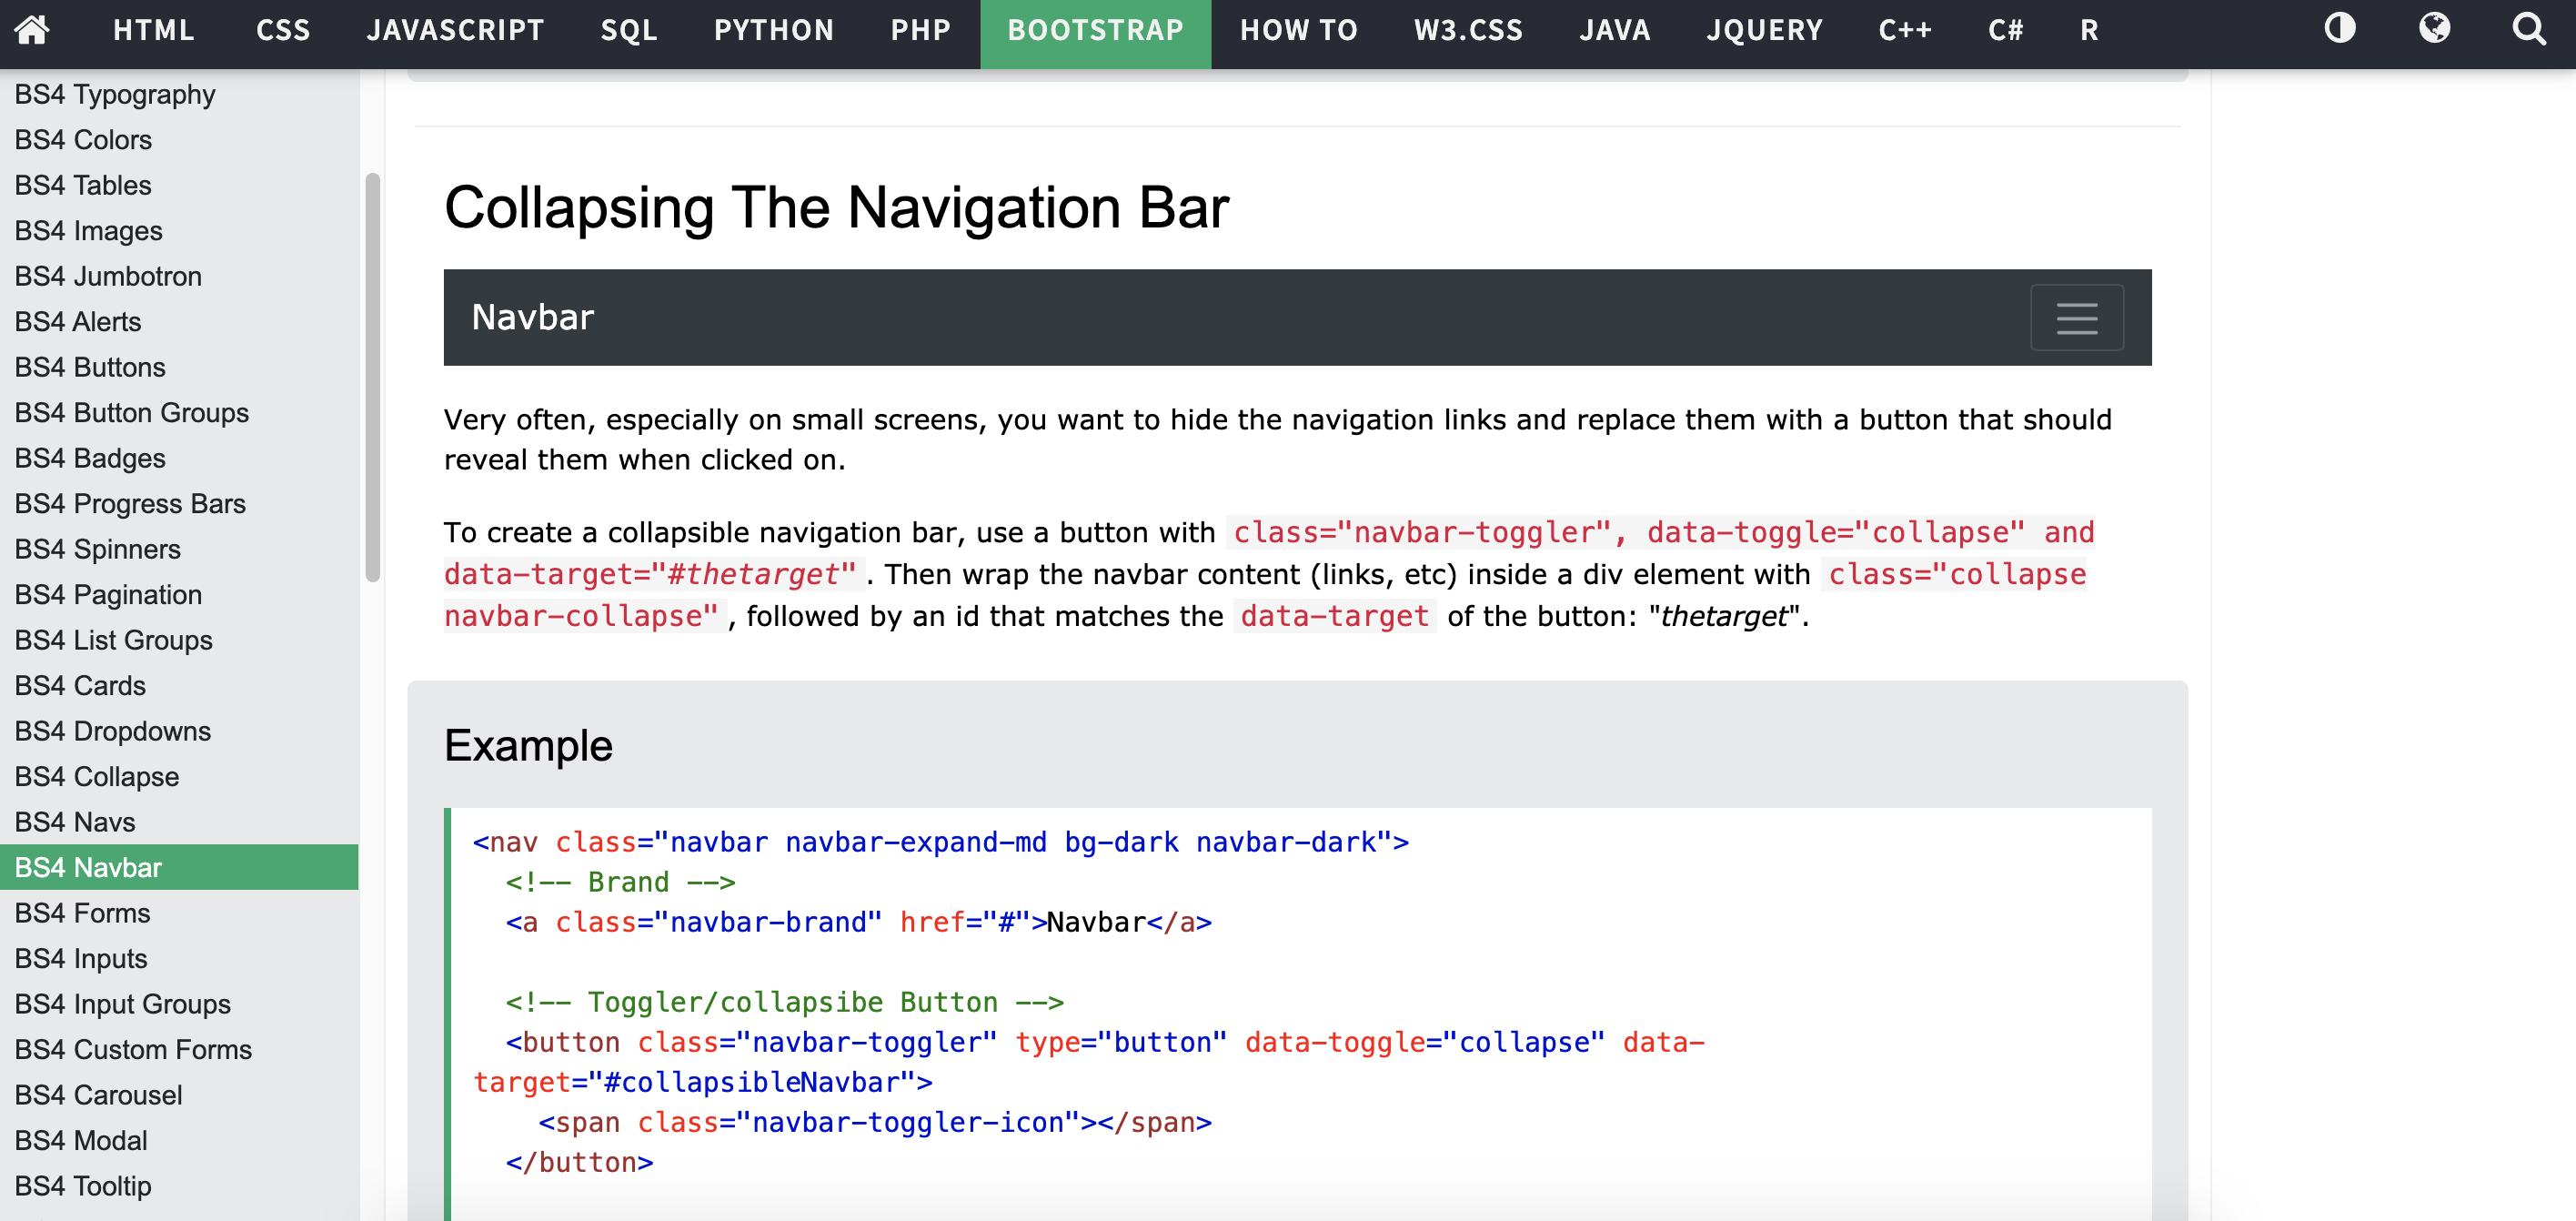 HTML CSS JAVASCRIPT SQL PYTHON PHP BOOTSTRAP HOW TO W3.CSS JAVA JQUERY C++ C# R
BS4 Typography
BS4 Colors
BS4 Tables
BS4 Images
BS4 Jumbotron
BS4 Alerts
BS4 Buttons
BS4 Button Groups
BS4 Badges
BS4 Progress Bars
BS4 Spinners
BS4 Pagination
BS4 List Groups
BS4 Cards
BS4 Dropdowns
BS4 Collapse
BS4 Navs
BS4 Navbar
BS4 Forms
BS4 Inputs
BS4 Input Groups
BS4 Custom Forms
BS4 Carousel
BS4 Modal
BS4 Tooltip
Collapsing The Navigation Bar
Navbar
Very often, especially on small screens, you want to hide the navigation links and replace them with a button that should
reveal them when clicked on.
To create a collapsible navigation bar, use a button with class="navbar-toggler", data-toggle="collapse" and
data-target="#thetarget". Then wrap the navbar content (links, etc) inside a div element with class="collapse
navbar-collapse", followed by an id that matches the data-target of the button: "thetarget".
Example
<nav class="navbar navbar-expand-md bg-dark navbar-dark">
<!-- Brand -->
<a class="navbar-brand" href="#">Navbar</a>
<!-- Toggler/collapsibe Button -->
<button class="navbar-toggler" type="button" data-toggle="collapse" data-
target="#collapsibleNavbar">
<span class="navbar-toggler-icon"></span>
</button>